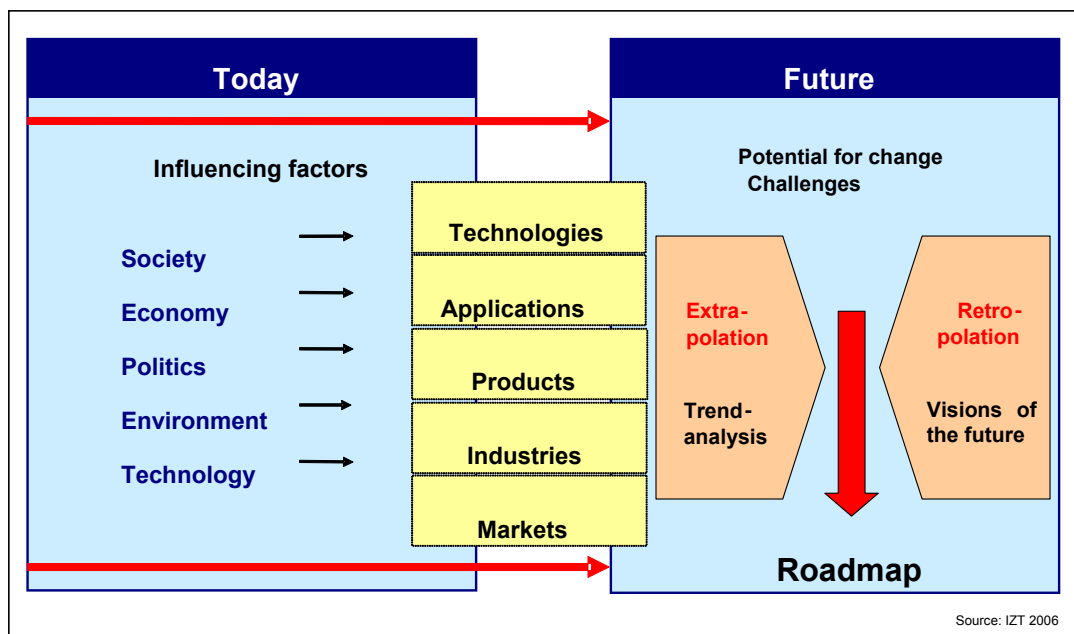 Today
Future
Influencing factors
Society
Economy
Politics
Environment
Technology
Technologies
Applications
Products
Industries
Markets
Potential for change
Challenges
Extra-
polation
Trend-
analysis
Retro-
polation
Visions of
the future
Roadmap
Source: IZT 2006